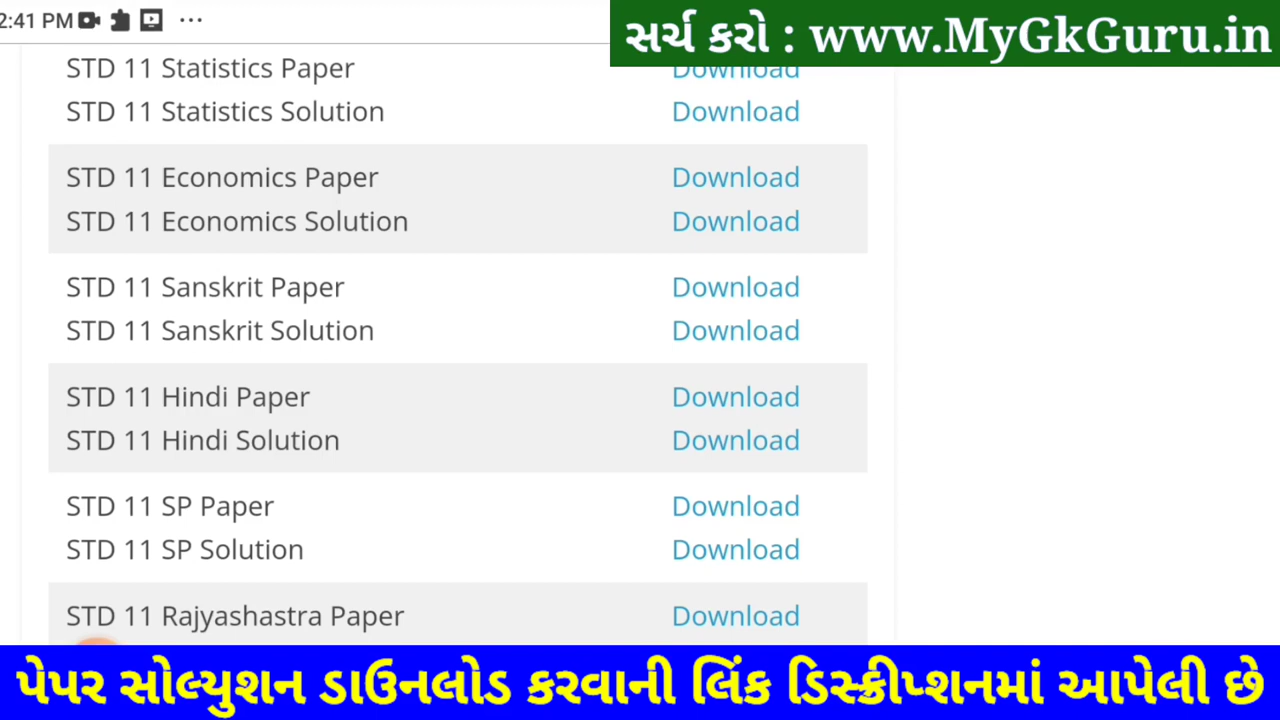 2:41 PM ...
સર્ચ કરો : www.MyGkGuru.in
STD 11 Statistics Paper Download
STD 11 Statistics Solution Download
STD 11 Economics Paper Download
STD 11 Economics Solution Download
STD 11 Sanskrit Paper Download
STD 11 Sanskrit Solution Download
STD 11 Hindi Paper Download
STD 11 Hindi Solution Download
STD 11 SP Paper Download
STD 11 SP Solution Download
STD 11 Rajyashastra Paper Download
પેપર સોલ્યુશન ડાઉનલોડ કરવાની લિંક ડિસ્ક્રીપ્શનમાં આપેલી છે